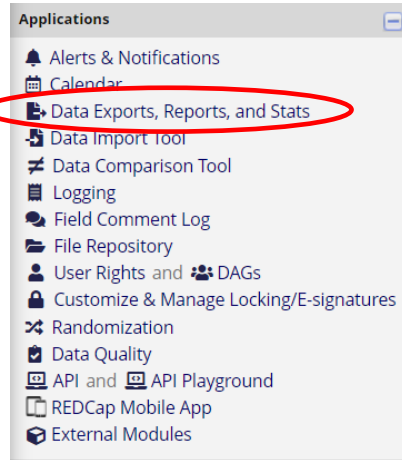 Applications
Alerts & Notifications
Calendar
Data Exports, Reports, and Stats
Data Import Tool
Data Comparison Tool
Logging
Field Comment Log
File Repository
User Rights and DAGs
Customize & Manage Locking/E-signatures
Randomization
Data Quality
API and API Playground
REDCap Mobile App
External Modules